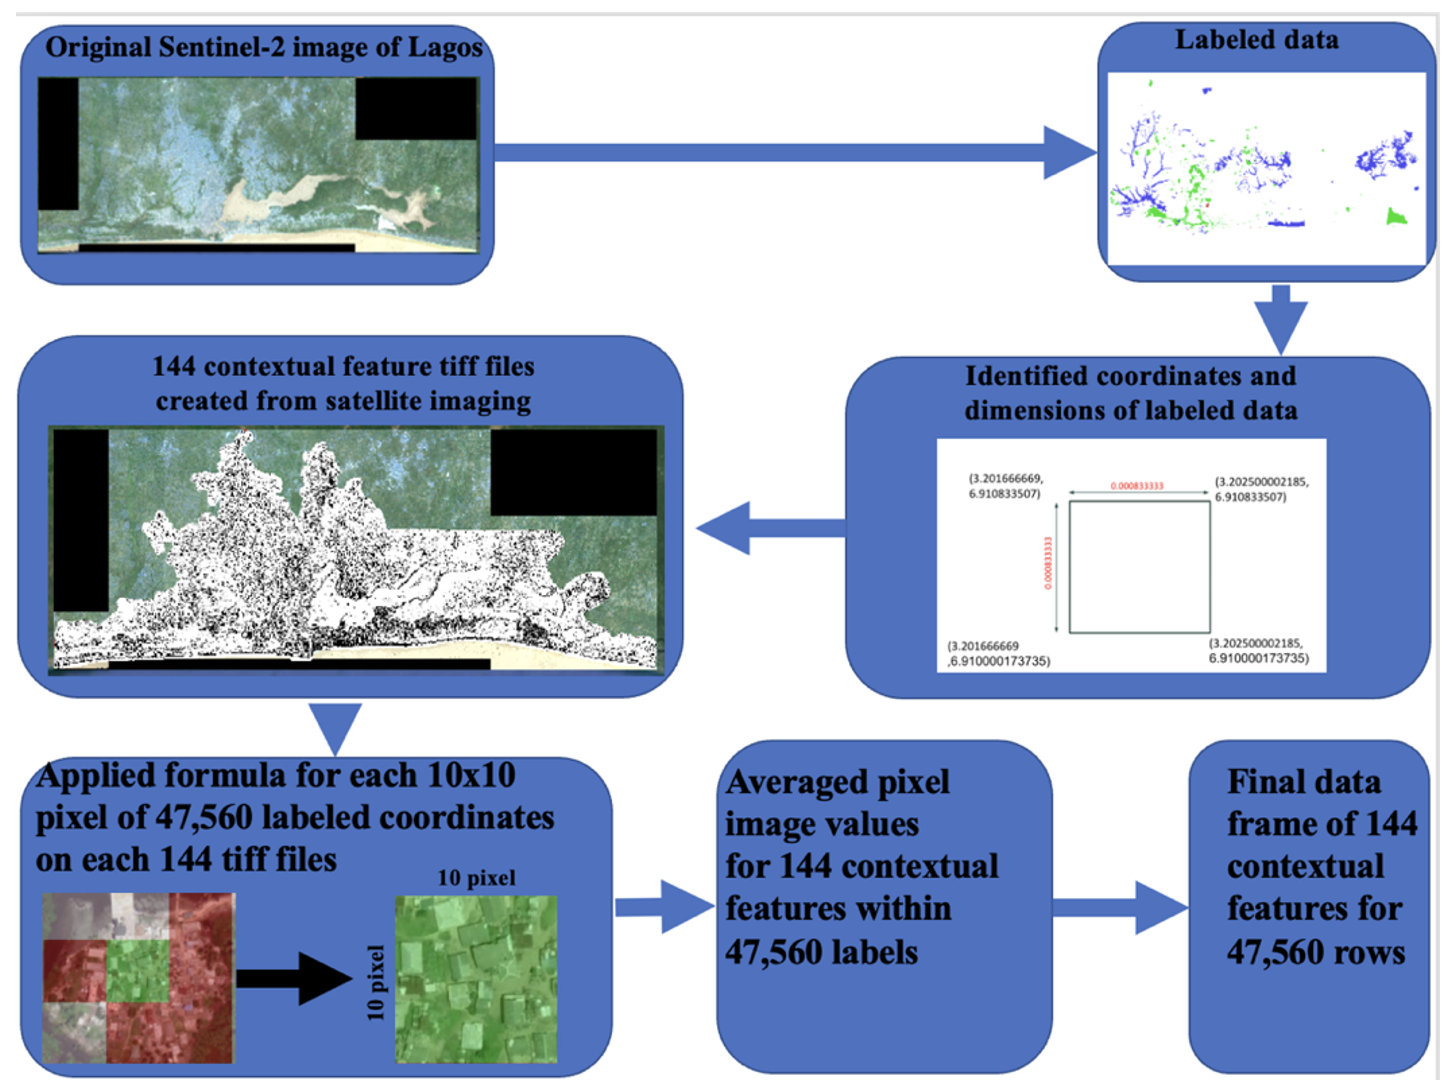 Original Sentinel-2 image of Lagos
Labeled data
Identified coordinates and
dimensions of labeled data
(3.201666669,
6.910833507)
0.000833333
(3.202500002185,
6.910833507)
0.000833333
(3.201666669
,6.910000173735)
(3.202500002185,
6.910000173735)
144 contextual feature tiff files
created from satellite imaging
Applied formula for each 10x10
pixel of 47,560 labeled coordinates
on each 144 tiff files
10 pixel
10 pixel
Averaged pixel
image values
for 144 contextual
features within
47,560 labels
Final data
frame of 144
contextual
features for
47,560 rows